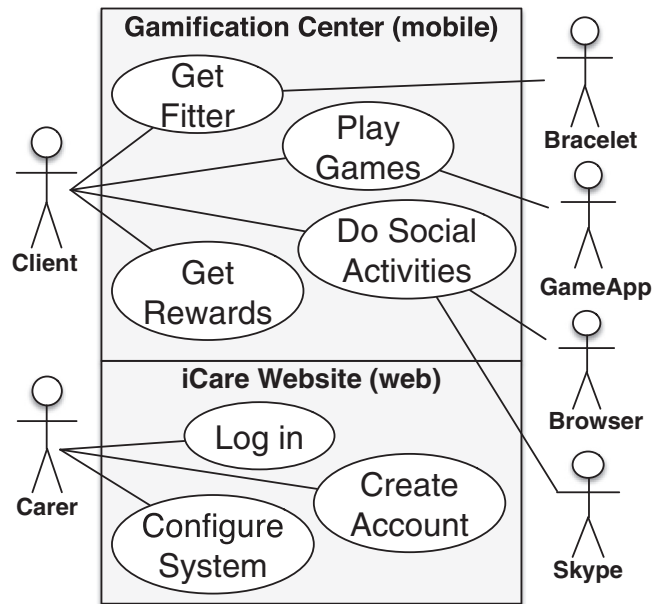 Gamification Center (mobile)
Get
Fitter
Bracelet
Play
Games
Client
GameApp
Do Social
Activities
Get
Rewards
Browser
iCare Website (web)
Log in
Carer
Create
Account
Configure
System
Skype